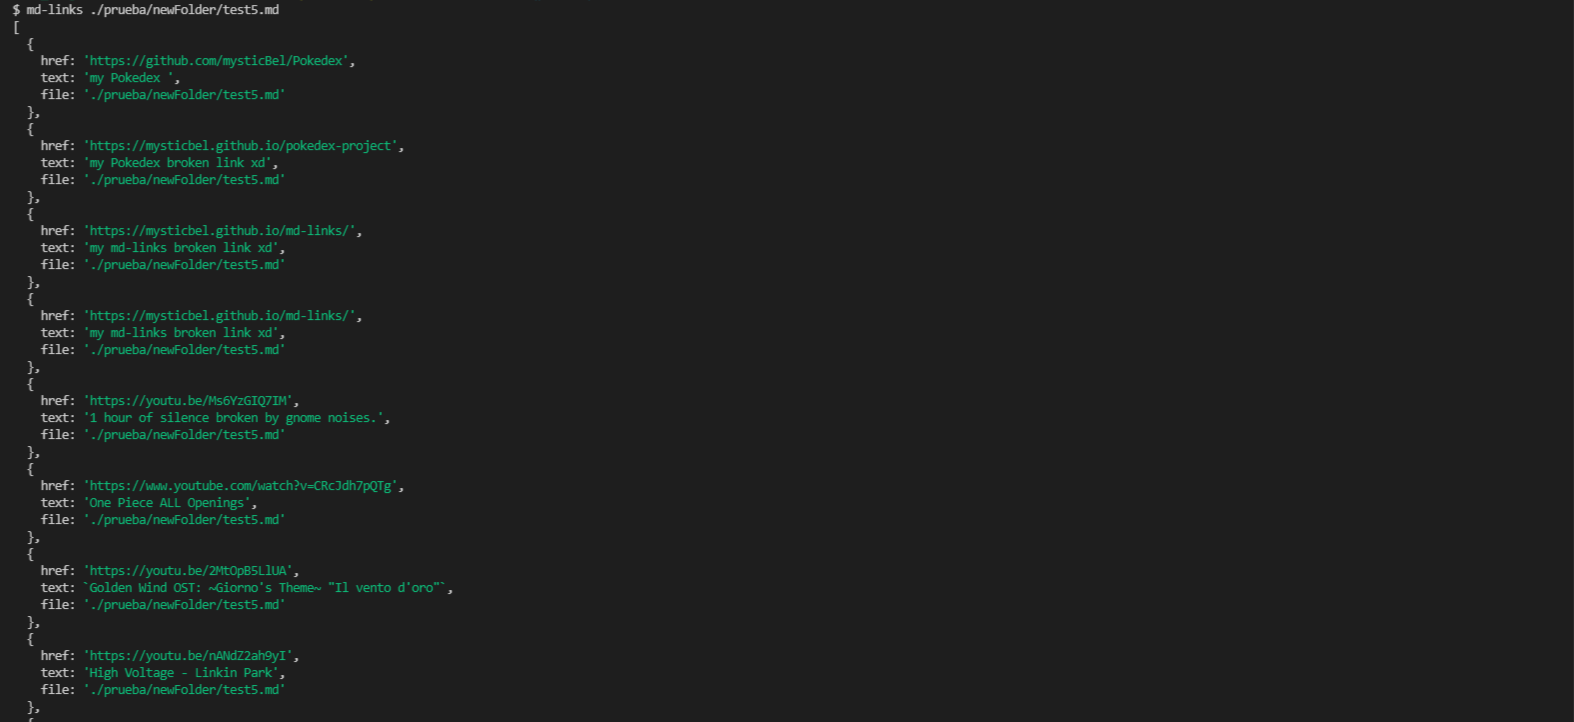 $ md-links ./prueba/newFolder/test5.md
[
  {
    href: 'https://github.com/mysticBel/Pokedex',
    text: 'my Pokedex ',
    file: './prueba/newFolder/test5.md'
  },
  {
    href: 'https://mysticbel.github.io/pokedex-project',
    text: 'my Pokedex broken link xd',
    file: './prueba/newFolder/test5.md'
  },
  {
    href: 'https://mysticbel.github.io/md-links/',
    text: 'my md-links broken link xd',
    file: './prueba/newFolder/test5.md'
  },
  {
    href: 'https://mysticbel.github.io/md-links/',
    text: 'my md-links broken link xd',
    file: './prueba/newFolder/test5.md'
  },
  {
    href: 'https://youtu.be/Ms6YzGIQ7IM',
    text: '1 hour of silence broken by gnome noises.',
    file: './prueba/newFolder/test5.md'
  },
  {
    href: 'https://www.youtube.com/watch?v=CRcJdh7pQTg',
    text: 'One Piece ALL Openings',
    file: './prueba/newFolder/test5.md'
  },
  {
    href: 'https://youtu.be/2MtOpB5LlUA',
    text: `Golden Wind OST: ~Giorno's Theme~ "Il vento d'oro"`,
    file: './prueba/newFolder/test5.md'
  },
  {
    href: 'https://youtu.be/nANdZ2ah9yI',
    text: 'High Voltage - Linkin Park',
    file: './prueba/newFolder/test5.md'
  },
  {